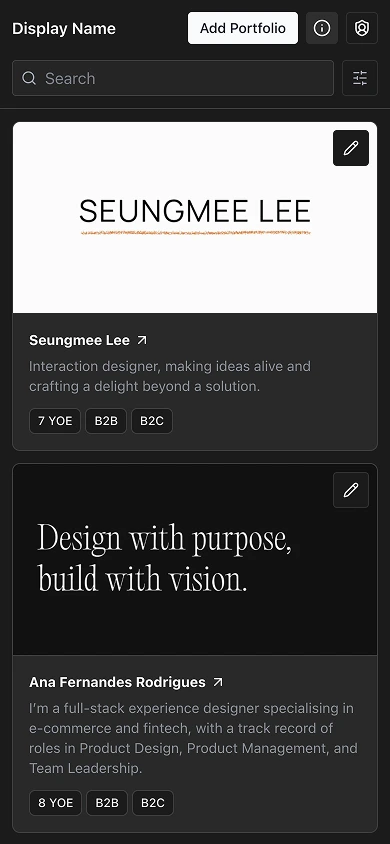 Display Name
Add Portfolio
Search
SEUNGMEE LEE
Seungmee Lee
Interaction designer, making ideas alive and
crafting a delight beyond a solution.
7 YOE
B2B
B2C
Design with purpose,
build with vision.
Ana Fernandes Rodrigues
I’m a full-stack experience designer specialising in
e-commerce and fintech, with a track record of
roles in Product Design, Product Management, and
Team Leadership.
8 YOE
B2B
B2C